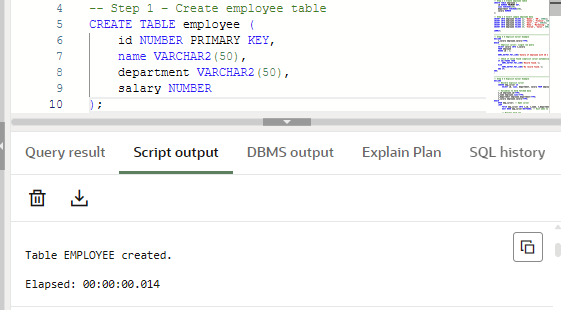 4 -- Step 1 - Create employee table
5 CREATE TABLE employee (
6 id NUMBER PRIMARY KEY,
7 name VARCHAR2(50),
8 department VARCHAR2(50),
9 salary NUMBER
10 );
Query result Script output DBMS output Explain Plan SQL history
Table EMPLOYEE created.
Elapsed: 00:00:00.014